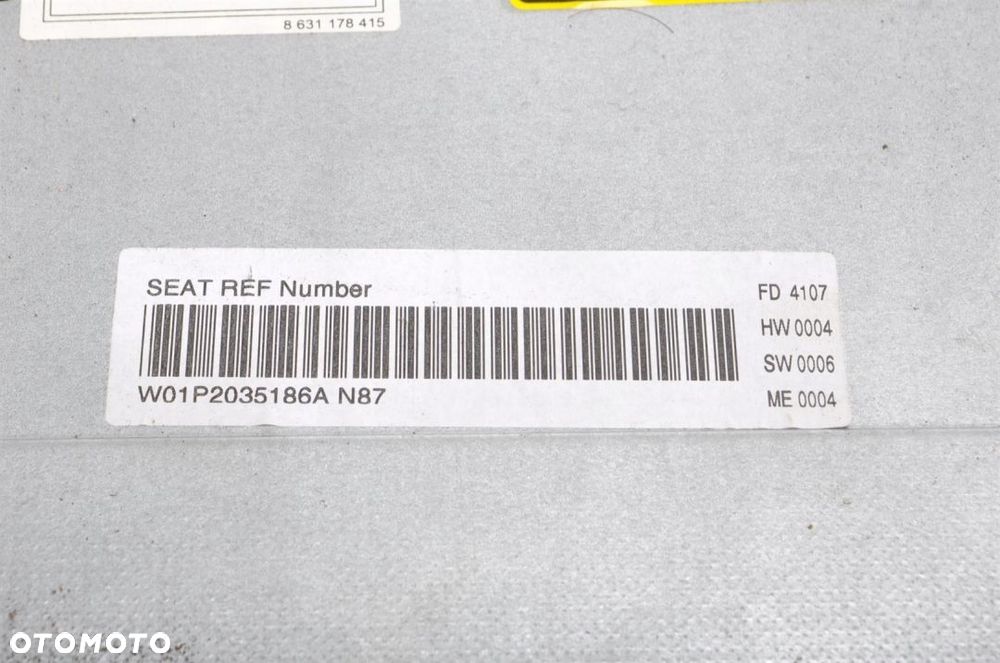 8 631 178 415
SEAT REF Number
FD 4107
HW 0004
SW 0006
W01P2035186A N87
ME 0004
OTOMOTO